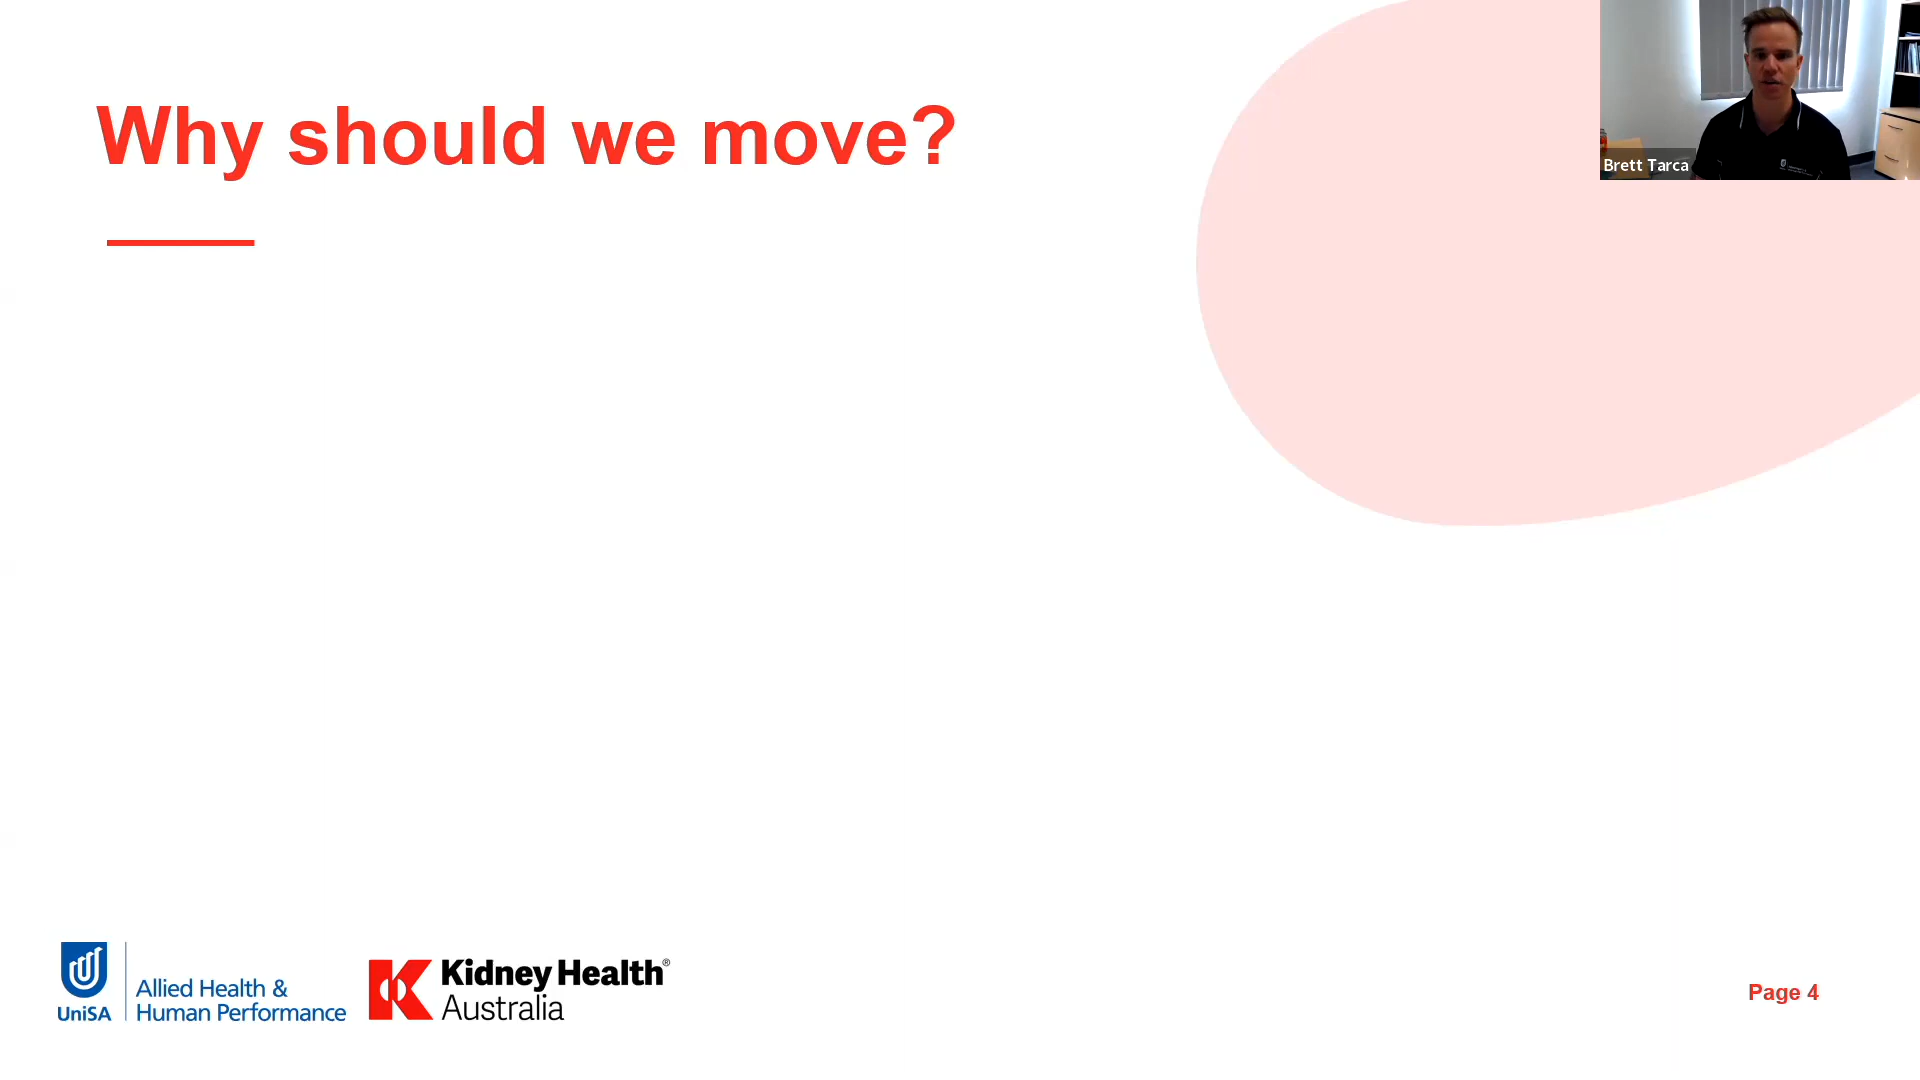 Why should we move?
Brett Tarca
UniSA
Allied Health &
Human Performance
Kidney Health®
Australia
Page 4